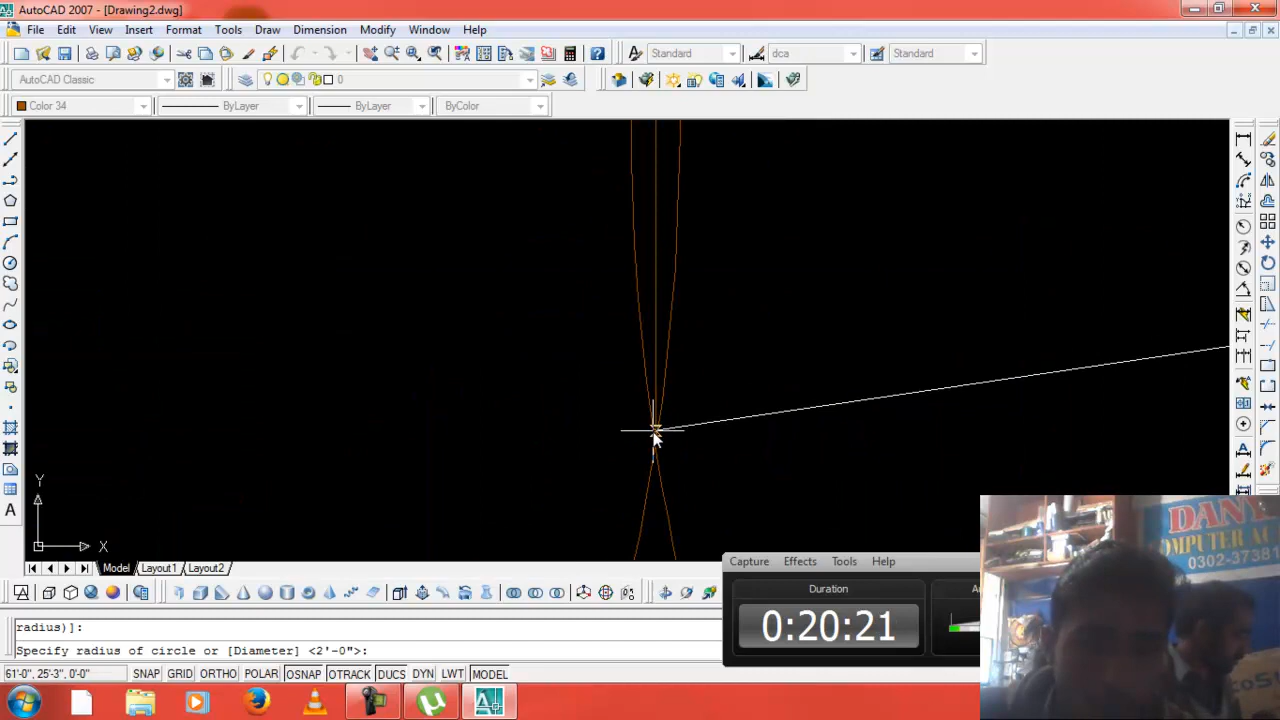 AutoCAD 2007 - [Drawing2.dwg]
File Edit View Insert Format Tools Draw Dimension Modify Window Help
Standard dca Standard
AutoCAD Classic 0
Color 34 ByLayer ByLayer ByColor
A
Y
X
Model Layout1 Layout2
Capture Effects Tools Help
Duration
0:20:21
radius)]:
Specify radius of circle or [Diameter] <2'-0">:
61'-0", 25'-3", 0'-0" SNAP GRID ORTHO POLAR OSNAP OTRACK DUCS DYN LWT MODEL
DANY
0302-37381